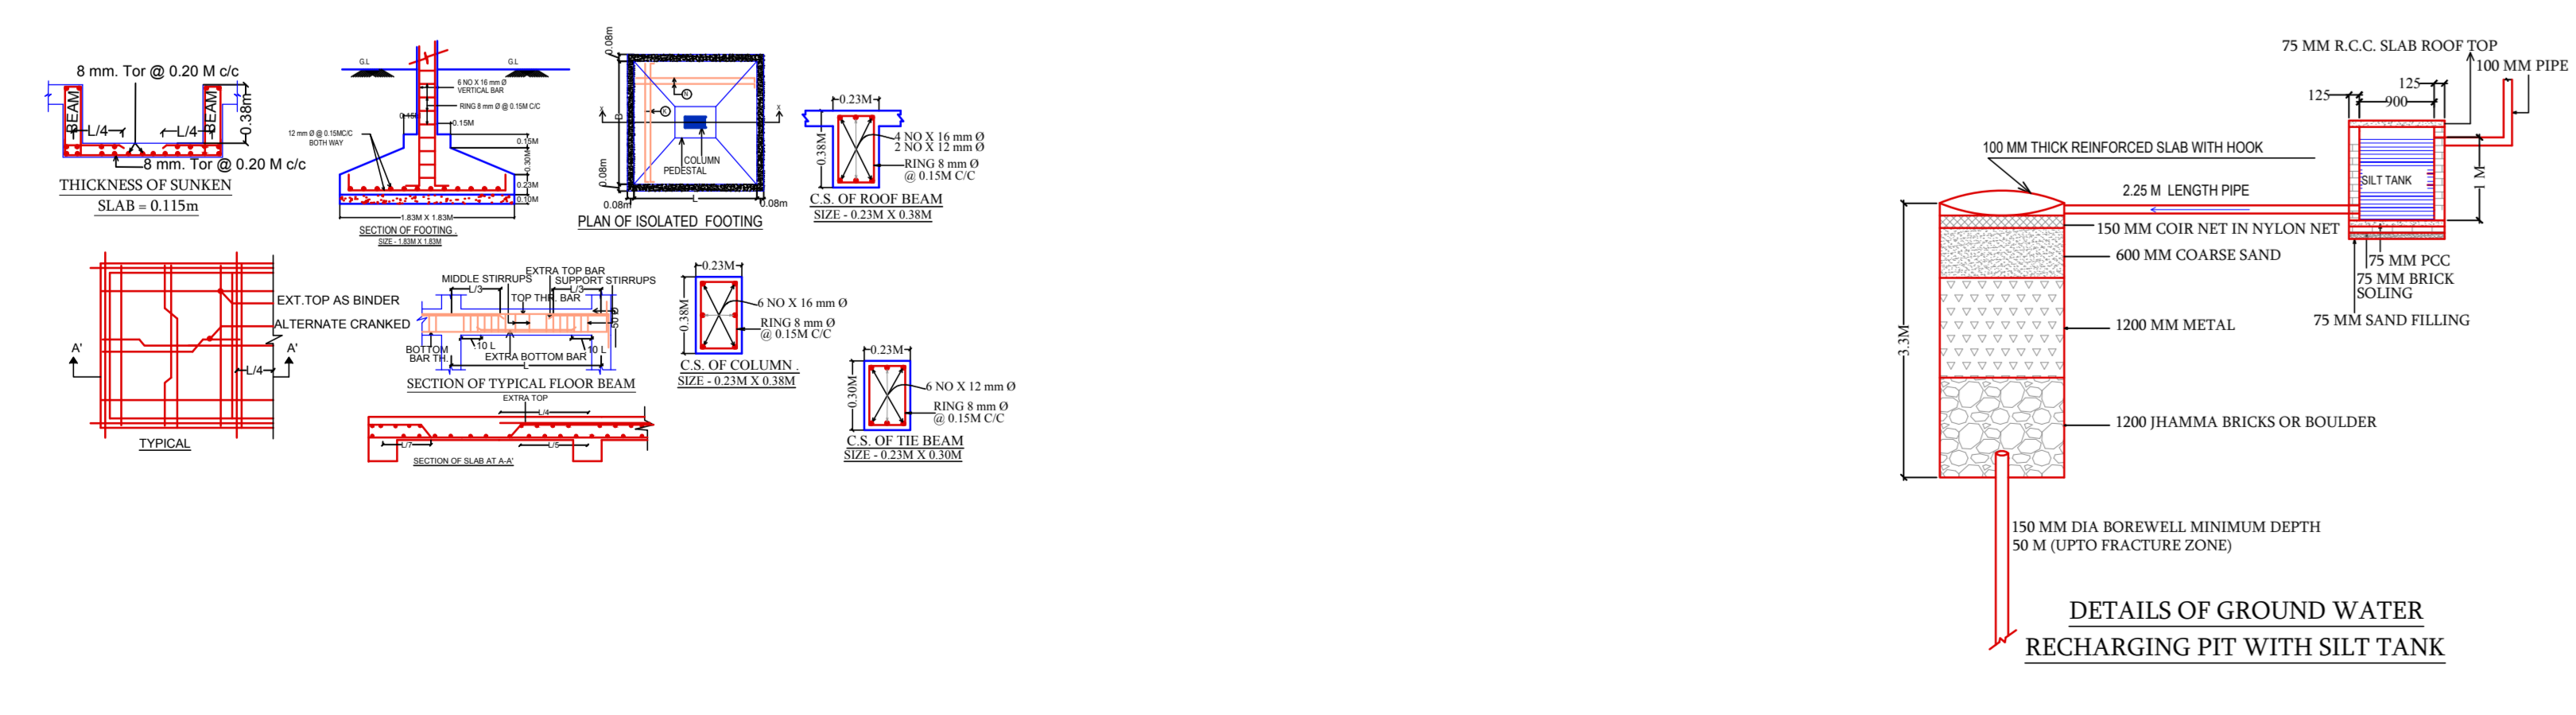 8 mm. Tor @ 0.20 M c/c
BEAM
BEAM
L/4
L/4
0.38m
8 mm. Tor @ 0.20 M c/c
THICKNESS OF SUNKEN
SLAB = 0.115m
G.L
G.L
6 NO X 16 mm Ø
VERTICAL BAR
RING 8 mm Ø @ 0.15M C/C
0.15M
0.15M
12 mm Ø @ 0.15MC/C
BOTH WAY
0.15M
0.30M
0.23M
0.10M
1.83M X 1.83M
SECTION OF FOOTING .
SIZE - 1.83M X 1.83M
0.08m
X
X
B
COLUMN
PEDESTAL
0.08m
0.08m
L
0.08m
PLAN OF ISOLATED FOOTING
0.23M
0.38M
4 NO X 16 mm Ø
2 NO X 12 mm Ø
RING 8 mm Ø
@ 0.15M C/C
C.S. OF ROOF BEAM
SIZE - 0.23M X 0.38M
EXT.TOP AS BINDER
ALTERNATE CRANKED
A'
A'
L/4
TYPICAL
EXTRA TOP BAR
MIDDLE STIRRUPS
SUPPORT STIRRUPS
L/3
L/3
TOP THR. BAR
50 Ø
BOTTOM
BAR TH.
.10 L
.10 L
EXTRA BOTTOM BAR
L
SECTION OF TYPICAL FLOOR BEAM
EXTRA TOP
L/4
L/7
L/5
SECTION OF SLAB AT A-A'
0.23M
0.38M
6 NO X 16 mm Ø
RING 8 mm Ø
@ 0.15M C/C
C.S. OF COLUMN .
SIZE - 0.23M X 0.38M
0.23M
0.30M
6 NO X 12 mm Ø
RING 8 mm Ø
@ 0.15M C/C
C.S. OF TIE BEAM
SIZE - 0.23M X 0.30M
75 MM R.C.C. SLAB ROOF TOP
100 MM PIPE
125
125
900
SILT TANK
1 M
100 MM THICK REINFORCED SLAB WITH HOOK
2.25 M LENGTH PIPE
150 MM COIR NET IN NYLON NET
600 MM COARSE SAND
75 MM PCC
75 MM BRICK
SOLING
75 MM SAND FILLING
1200 MM METAL
3.3M
1200 JHAMMA BRICKS OR BOULDER
150 MM DIA BOREWELL MINIMUM DEPTH
50 M (UPTO FRACTURE ZONE)
DETAILS OF GROUND WATER
RECHARGING PIT WITH SILT TANK